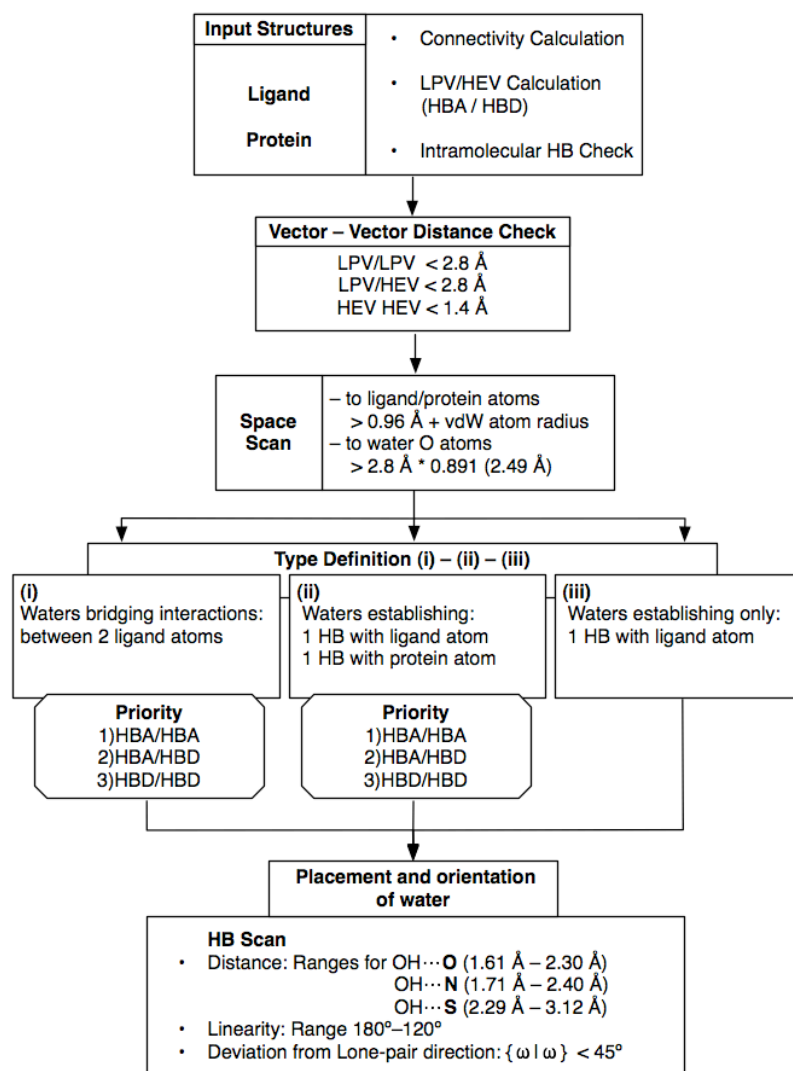 Input Structures
Ligand
Protein
• Connectivity Calculation
• LPV/HEV Calculation
(HBA / HBD)
• Intramolecular HB Check
Vector – Vector Distance Check
LPV/LPV < 2.8 Å
LPV/HEV < 2.8 Å
HEV HEV < 1.4 Å
Space
Scan
– to ligand/protein atoms
> 0.96 Å + vdW atom radius
– to water O atoms
> 2.8 Å * 0.891 (2.49 Å)
Type Definition (i) – (ii) – (iii)
(i)
Waters bridging interactions:
between 2 ligand atoms
(ii)
Waters establishing:
1 HB with ligand atom
1 HB with protein atom
(iii)
Waters establishing only:
1 HB with ligand atom
Priority
1)HBA/HBA
2)HBA/HBD
3)HBD/HBD
Priority
1)HBA/HBA
2)HBA/HBD
3)HBD/HBD
Placement and orientation
of water
HB Scan
• Distance: Ranges for OH···O (1.61 Å – 2.30 Å)
OH···N (1.71 Å – 2.40 Å)
OH···S (2.29 Å – 3.12 Å)
• Linearity: Range 180º–120º
• Deviation from Lone-pair direction: {ω|ω} < 45º